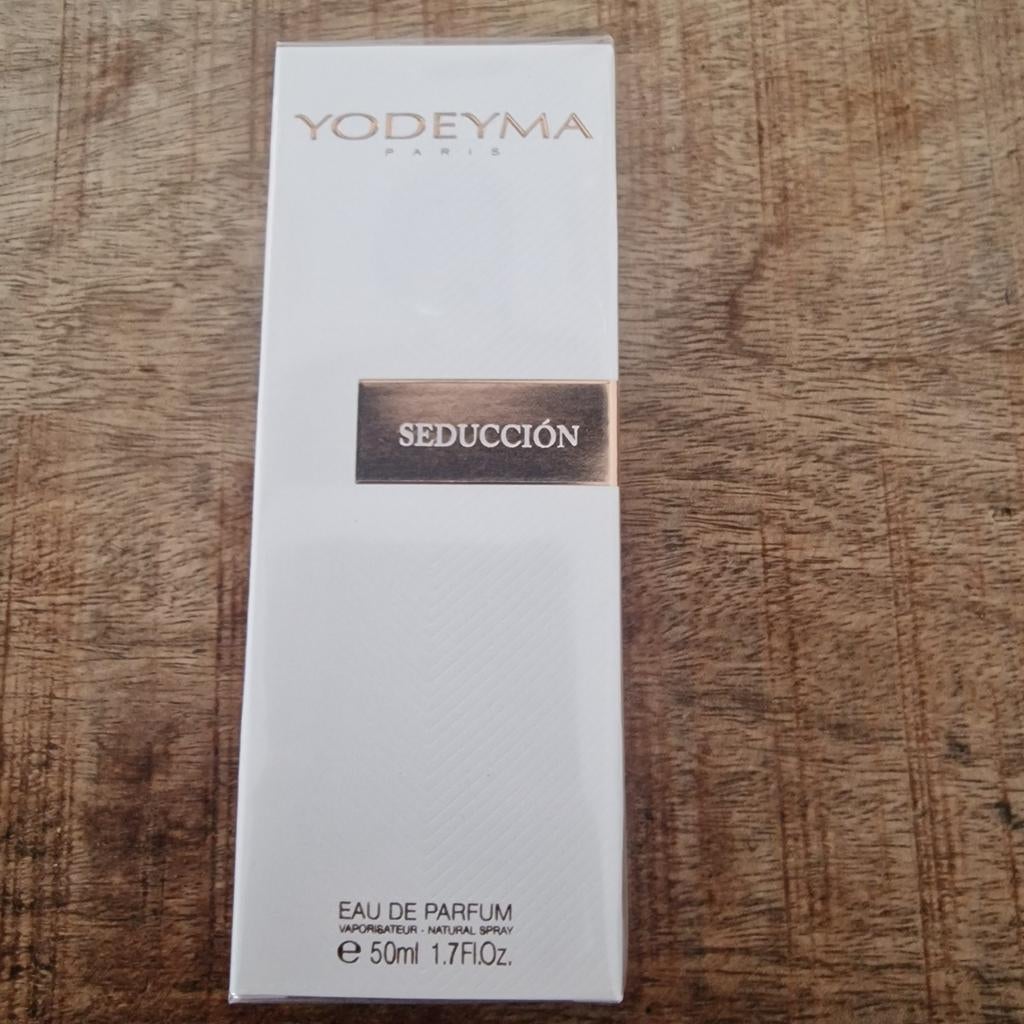 YODEYMA
PARIS
SEDUCCIÓN
EAU DE PARFUM
VAPORISATEUR - NATURAL SPRAY
℮ 50ml 1.7Fl.Oz.